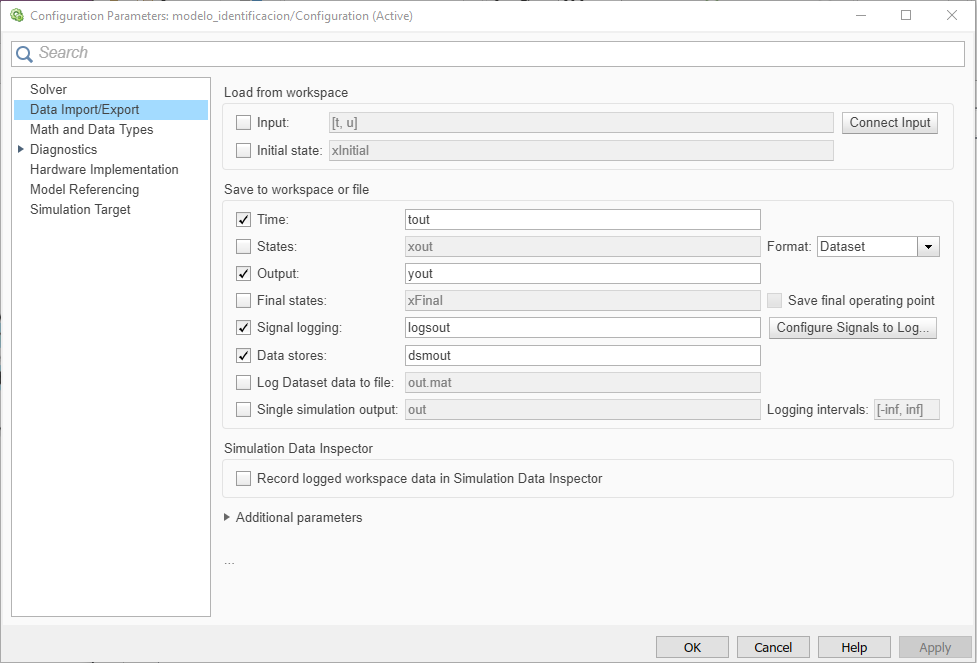 Configuration Parameters: modelo_identificacion/Configuration (Active)
Search
Solver
Data Import/Export
Math and Data Types
Diagnostics
Hardware Implementation
Model Referencing
Simulation Target
Load from workspace
Input: [t, u] Connect Input
Initial state: xInitial
Save to workspace or file
Time: tout
States: xout Format: Dataset
Output: yout
Final states: xFinal Save final operating point
Signal logging: logsout Configure Signals to Log...
Data stores: dsmout
Log Dataset data to file: out.mat
Single simulation output: out Logging intervals: [-inf, inf]
Simulation Data Inspector
Record logged workspace data in Simulation Data Inspector
Additional parameters
...
OK Cancel Help Apply